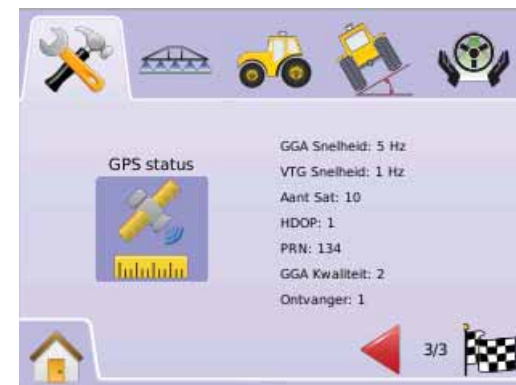 GPS status
GGA Snelheid: 5 Hz
VTG Snelheid: 1 Hz
Aant Sat: 10
HDOP: 1
PRN: 134
GGA Kwaliteit: 2
Ontvanger: 1
3/3